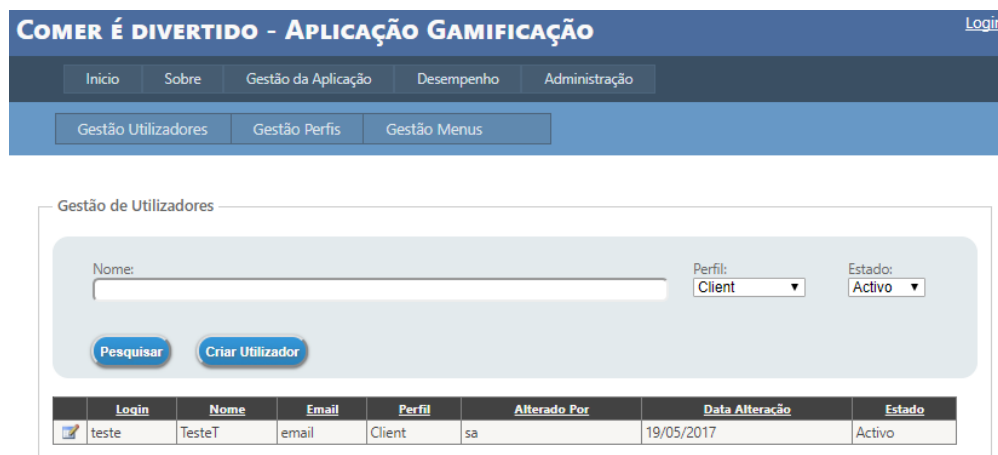 Comer é divertido - Aplicação Gamificação Login
Inicio Sobre Gestão da Aplicação Desempenho Administração
Gestão Utilizadores Gestão Perfis Gestão Menus
Gestão de Utilizadores
Nome: Perfil: Estado:
Client Activo
Pesquisar Criar Utilizador
Login Nome Email Perfil Alterado Por Data Alteração Estado
teste TesteT email Client sa 19/05/2017 Activo